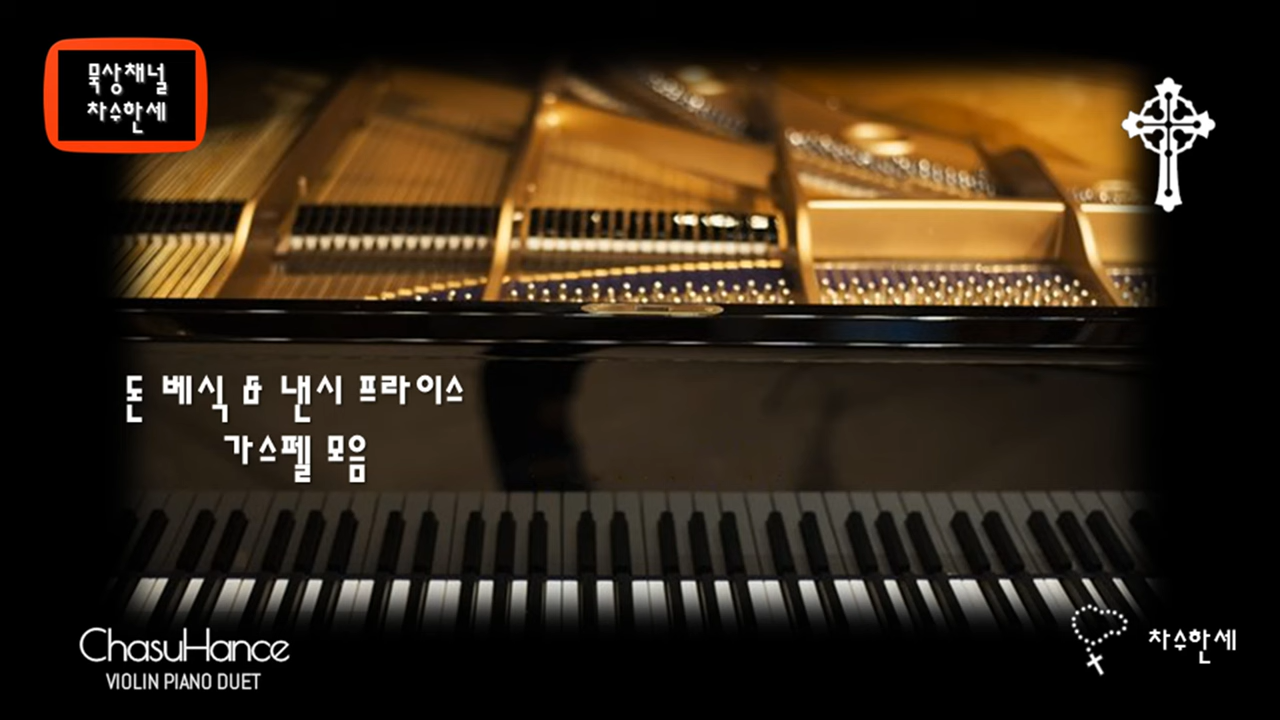 묵상채널
차수한세
돈 베식 & 낸시 프라이스
가스펠 모음
ChasuHance
VIOLIN PIANO DUET
차수한세